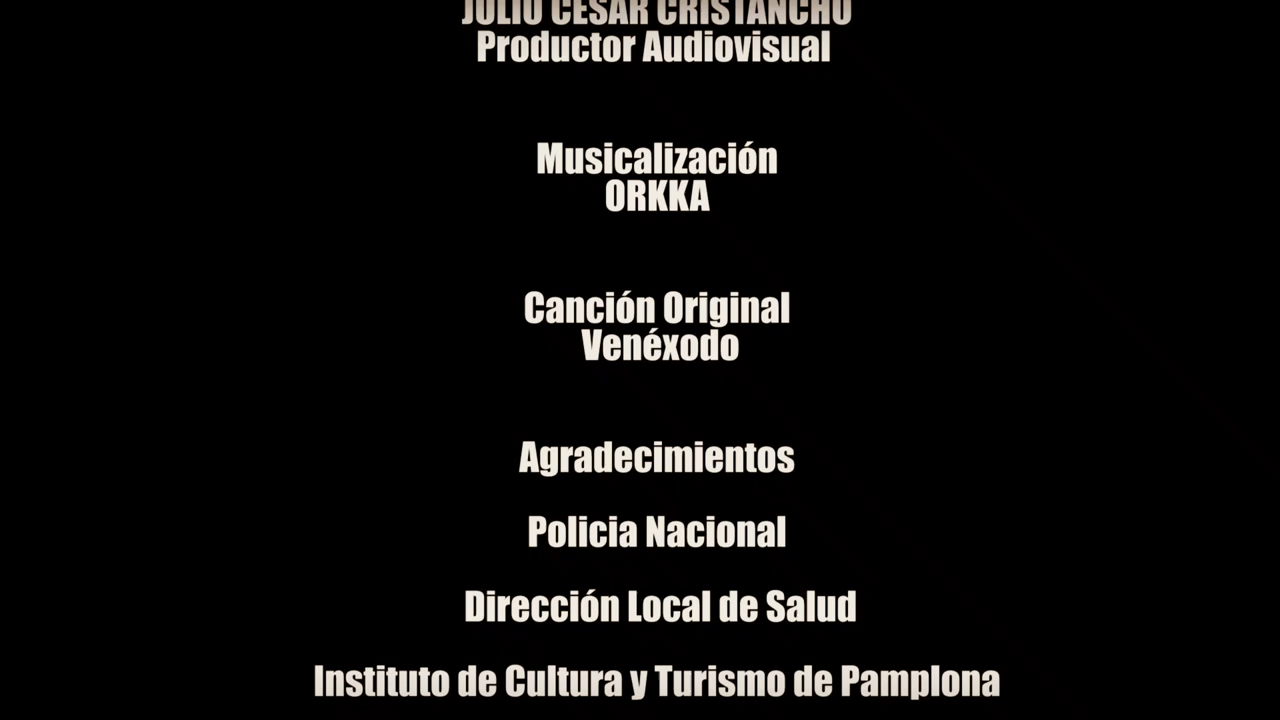 JULIO CESAR CRISTANCHO
Productor Audiovisual
Musicalización
ORKKA
Canción Original
Venéxodo
Agradecimientos
Policia Nacional
Dirección Local de Salud
Instituto de Cultura y Turismo de Pamplona